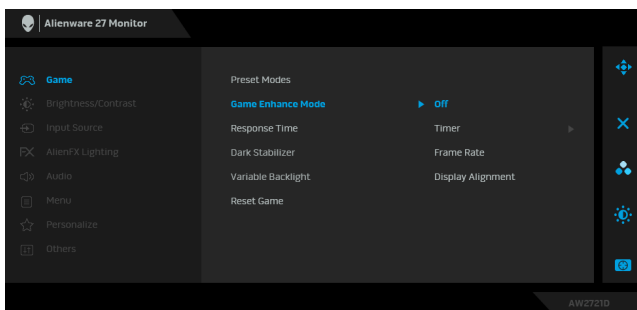 Alienware 27 Monitor
Game
Brightness/Contrast
Input Source
AlienFX Lighting
Audio
Menu
Personalize
Others
Preset Modes
Game Enhance Mode
Response Time
Dark Stabilizer
Variable Backlight
Reset Game
Off
Timer
Frame Rate
Display Alignment
AW2721D